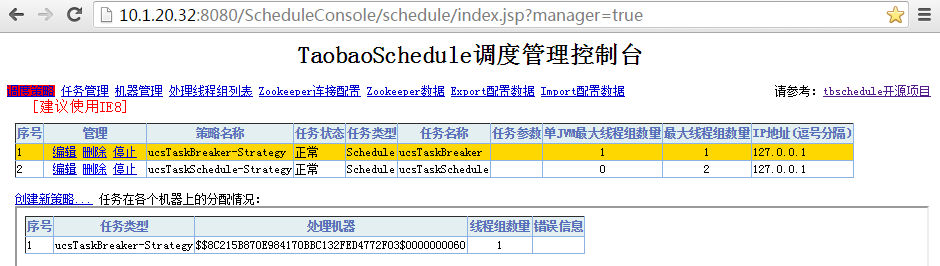 10.1.20.32:8080/ScheduleConsole/schedule/index.jsp?manager=true
TaobaoSchedule调度管理控制台
调度策略 任务管理 机器管理 处理线程组列表 Zookeeper连接配置 Zookeeper数据 Export配置数据 Import配置数据 请参考：tbschedule开源项目
[建议使用IE8]
序号 管理 策略名称 任务状态 任务类型 任务名称 任务参数 单JVM最大线程组数量 最大线程组数量 IP地址(逗号分隔)
1 编辑 删除 停止 ucsTaskBreaker-Strategy 正常 Schedule ucsTaskBreaker 1 1 127.0.0.1
2 编辑 删除 停止 ucsTaskSchedule-Strategy 正常 Schedule ucsTaskSchedule 0 2 127.0.0.1
创建新策略... 任务在各个机器上的分配情况：
序号 任务类型 处理机器 线程组数量 错误信息
1 ucsTaskBreaker-Strategy $$8C215B870E984170BBC132FED4772F03$0000000060 1